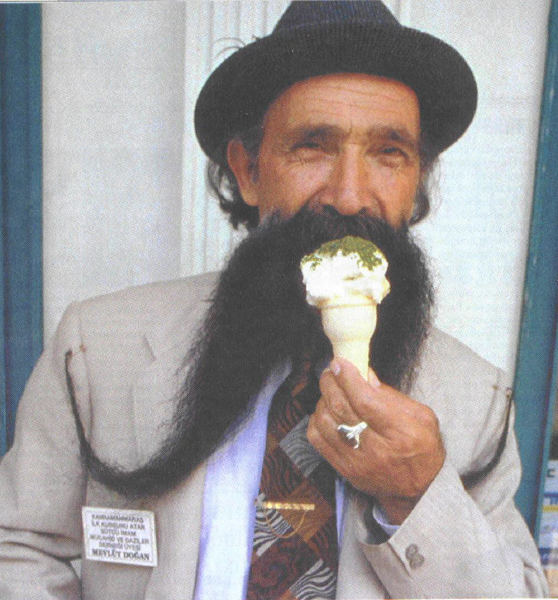 KAHRAMANMARAŞ
İLK KURŞUNU ATAN
SÜTÇÜ İMAM
MÜCAHİD VE GAZİLER
DERNEĞİ ÜYESİ
MEVLÜT DOĞAN